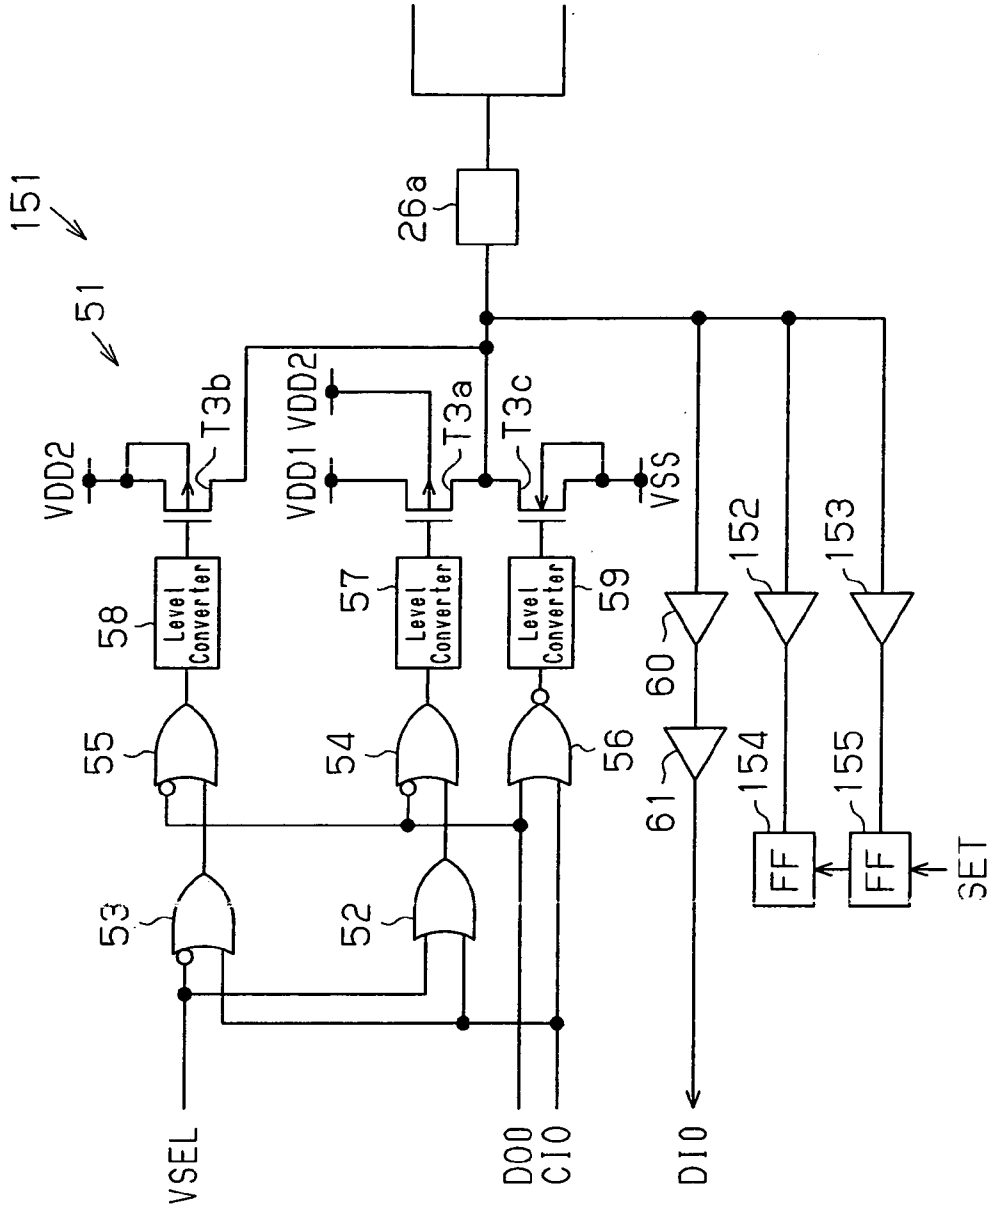 151
51
VDD2
T3b
VDD1
VDD2
T3a
T3c
VSS
26a
58
Level
Converter
57
Level
Converter
59
Level
Converter
55
54
56
53
52
60
61
152
153
154
155
FF
FF
SET
VSEL
DO0
CI0
DI0